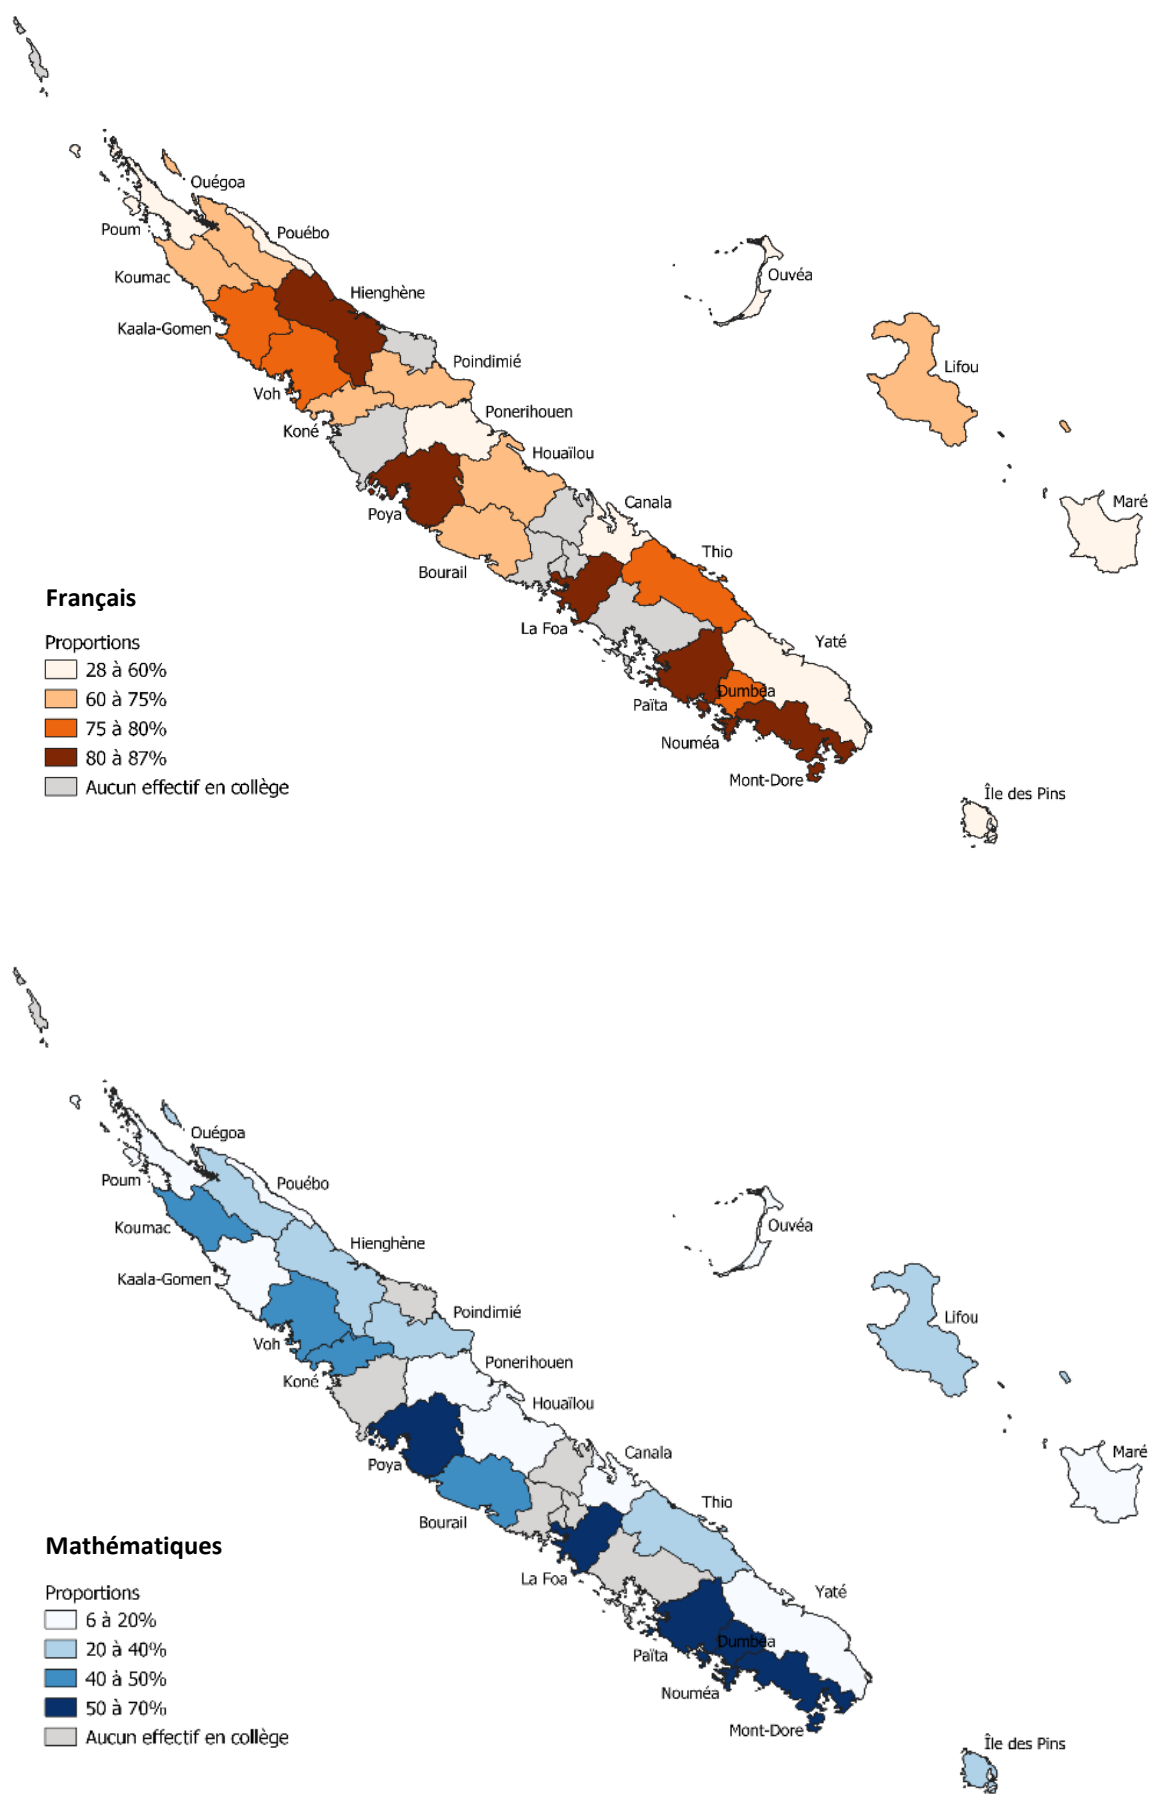 Ouégoa
Poum
Pouébo
Koumac
Ouvéa
Hienghène
Kaala-Gomen
Poindimié
Lifou
Voh
Ponerihouen
Koné
Houaïlou
Poya
Canala
Maré
Thio
Bourail
Français
La Foa
Yaté
Proportions
28 à 60%
60 à 75%
75 à 80%
80 à 87%
Aucun effectif en collège
Dumbéa
Païta
Nouméa
Mont-Dore
Île des Pins
Ouégoa
Poum
Pouébo
Koumac
Ouvéa
Hienghène
Kaala-Gomen
Poindimié
Lifou
Voh
Ponerihouen
Koné
Houaïlou
Poya
Canala
Maré
Thio
Bourail
Mathématiques
La Foa
Yaté
Proportions
6 à 20%
20 à 40%
40 à 50%
50 à 70%
Aucun effectif en collège
Dumbéa
Païta
Nouméa
Mont-Dore
Île des Pins